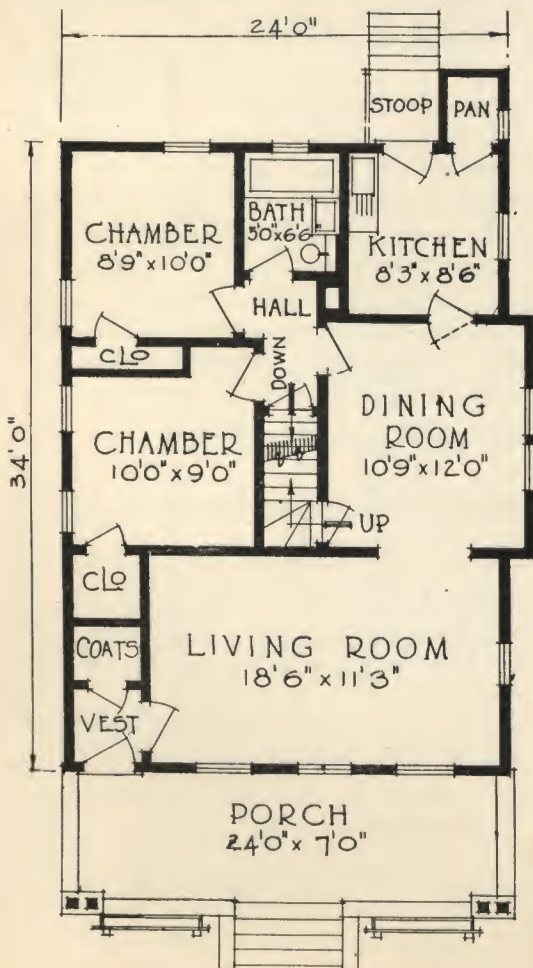 24'0"
STOOP
PAN
BATH
5'0"x6'6"
CHAMBER
8'9"x10'0"
KITCHEN
8'3"x8'6"
HALL
CLO
DOWN
34'0"
CHAMBER
10'0"x9'0"
DINING
ROOM
10'9"x12'0"
UP
CLO
COATS
LIVING ROOM
18'6"x11'3"
VEST
PORCH
24'0"x7'0"